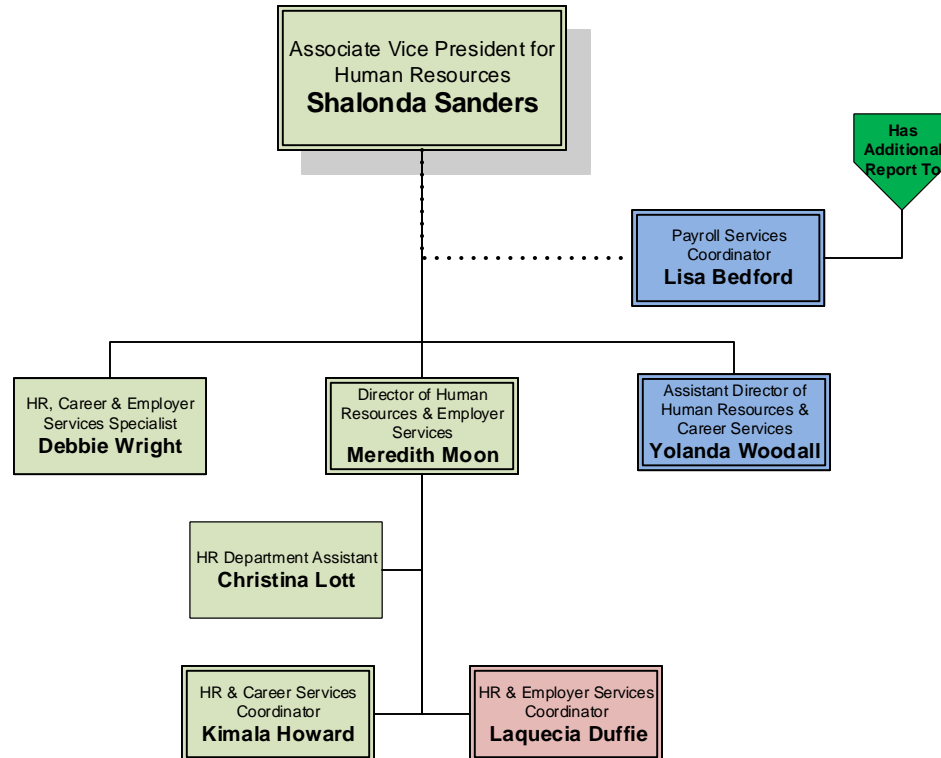 Associate Vice President for
Human Resources
Shalonda Sanders
Has
Additional
Report To
Payroll Services
Coordinator
Lisa Bedford
HR, Career & Employer
Services Specialist
Debbie Wright
Director of Human
Resources & Employer
Services
Meredith Moon
Assistant Director of
Human Resources &
Career Services
Yolanda Woodall
HR Department Assistant
Christina Lott
HR & Career Services
Coordinator
Kimala Howard
HR & Employer Services
Coordinator
Laquecia Duffie